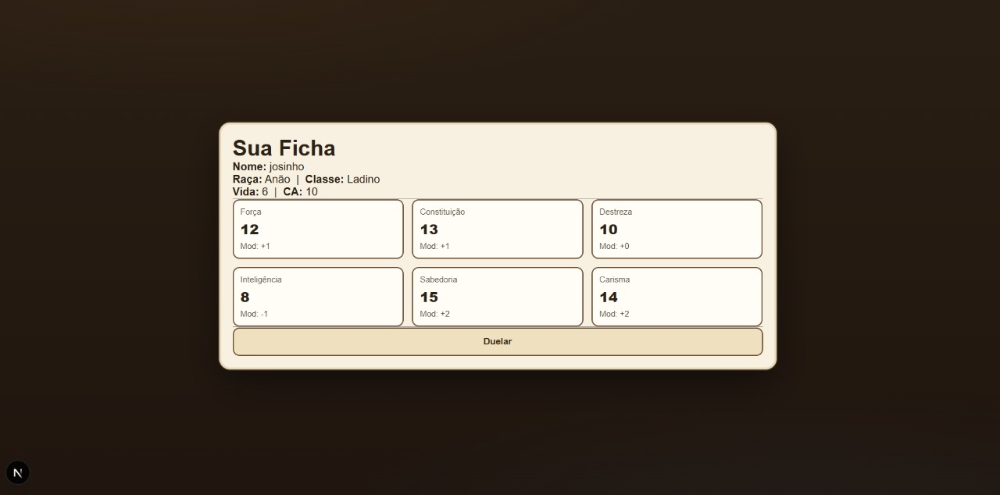 Sua Ficha
Nome: josinho
Raça: Anão | Classe: Ladino
Vida: 6 | CA: 10
Força
12
Mod: +1
Constituição
13
Mod: +1
Destreza
10
Mod: +0
Inteligência
8
Mod: -1
Sabedoria
15
Mod: +2
Carisma
14
Mod: +2
Duelar
N